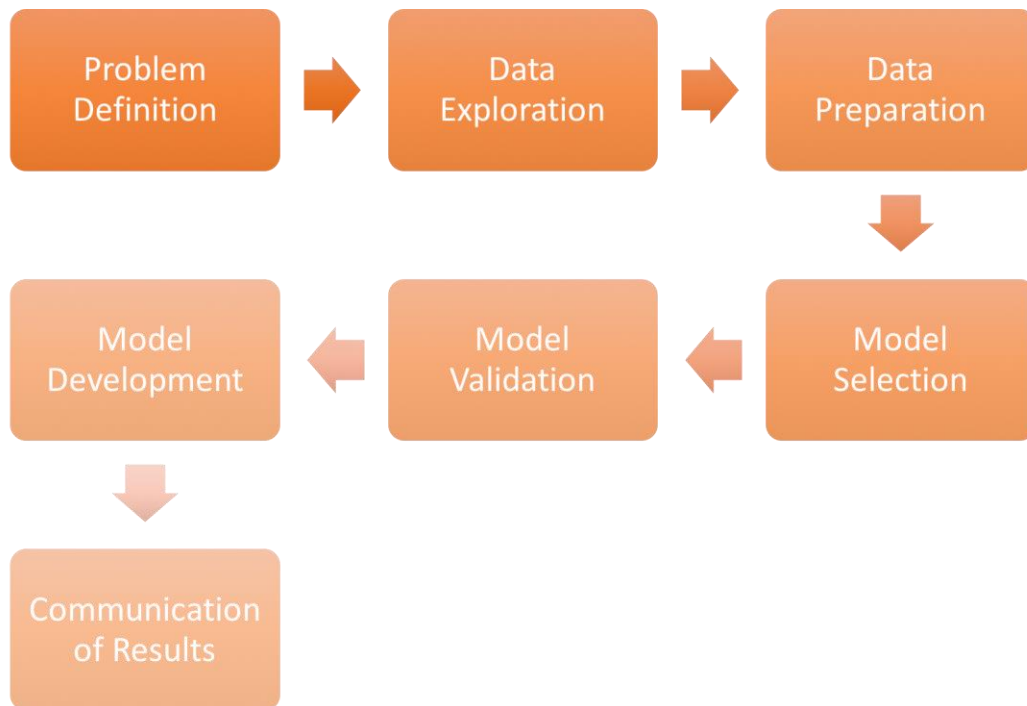 Problem
Definition
Data
Exploration
Data
Preparation
Model
Selection
Model
Validation
Model
Development
Communication
of Results